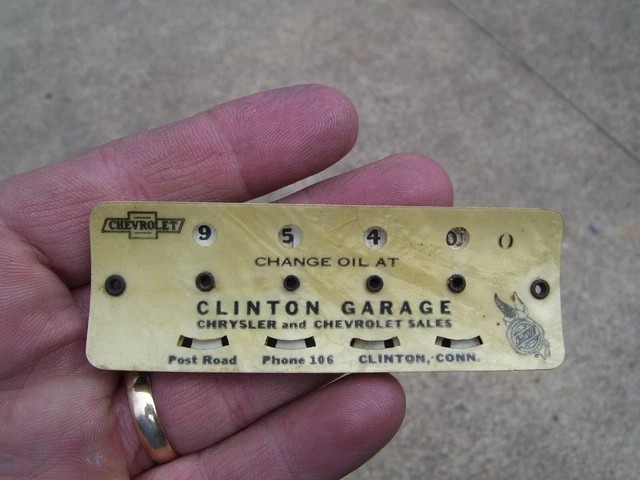 CHEVROLET
9 5 4 0 0
CHANGE OIL AT
CLINTON GARAGE
CHRYSLER and CHEVROLET SALES
Post Road Phone 106 CLINTON, CONN.